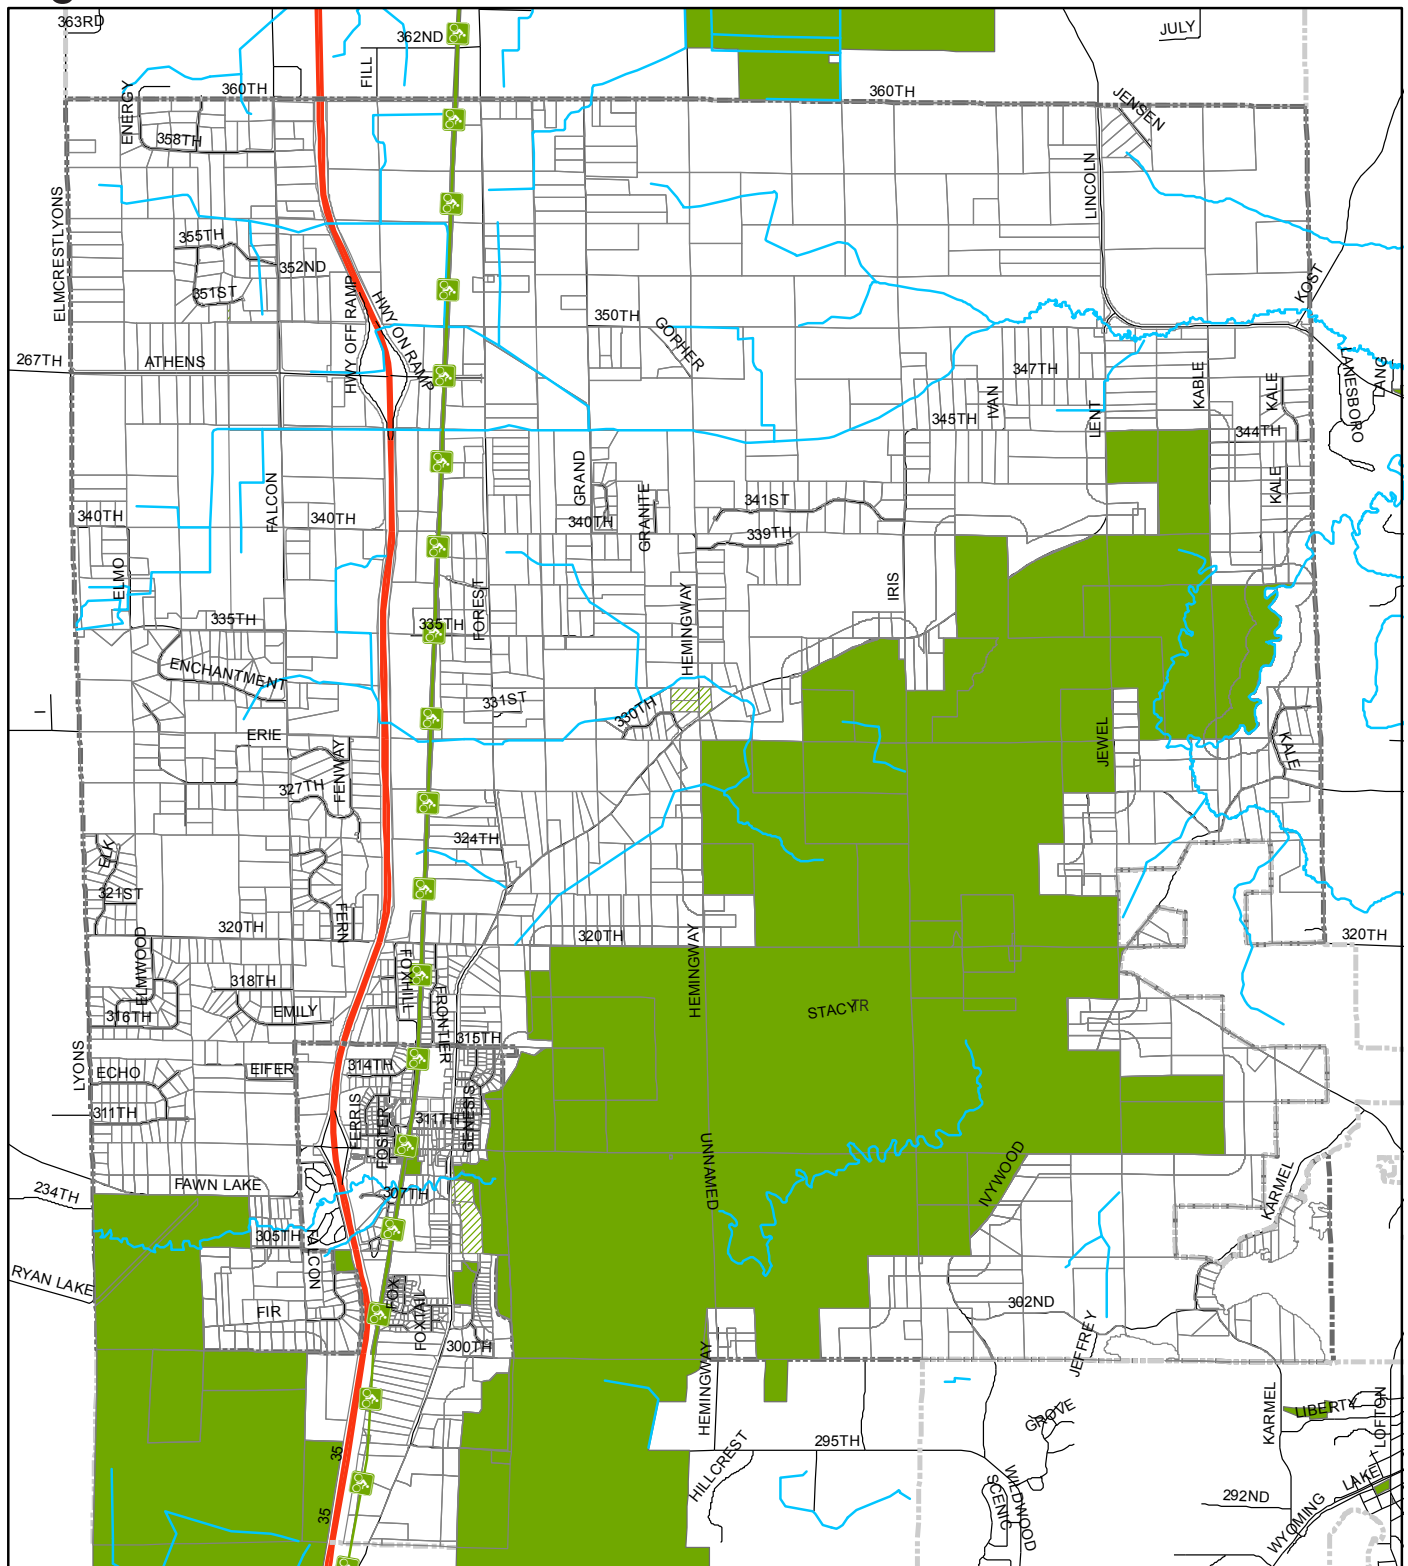 363RD
362ND
JULY
FILL
360TH
360TH
ENERGY
JENSEN
358TH
LINCOLN
ELMCRESTLYONS
355TH
352ND
351ST
KOST
HWY OFF RAMP
HWY ON RAMP
350TH
GOPHER
267TH
ATHENS
347TH
KABLE
KALE
LANESBORO
LANG
IVAN
345TH
LENT
344TH
FALCON
GRAND
GRANITE
341ST
KALE
340TH
340TH
340TH
339TH
ELMO
FOREST
HEMINGWAY
IRIS
335TH
335TH
ENCHANTMENT
331ST
330TH
ERIE
JEWEL
KALE
FENWAY
327TH
324TH
ELK
321ST
FERN
320TH
320TH
320TH
ELMWOOD
FOXHILL
HEMINGWAY
318TH
FRONTIER
EMILY
STACY
TR
316TH
315TH
LYONS
ECHO
EIFER
314TH
311TH
FERRIS
FOSTER
311TH
GENESIS
UNNAMED
IVYWOOD
KARMEL
234TH
FAWN LAKE
307TH
305TH
FALCON
RYAN LAKE
FIR
FOX
FOXTAIL
302ND
300TH
JEFFREY
HEMINGWAY
KARMEL
LIBERTY
LOFTON
GROVE
295TH
35
HILLCREST
SCENIC
WILDWOOD
292ND
WYOMING
LAKE
35